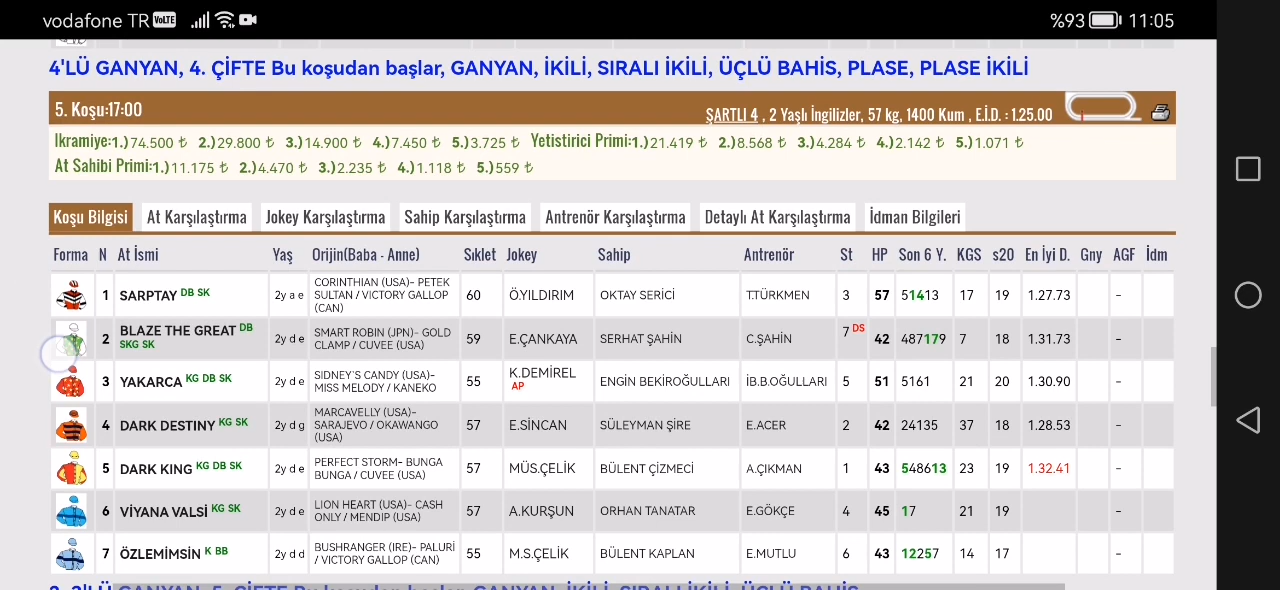 vodafone TR VoLTE %93 11:05
4'LÜ GANYAN, 4. ÇİFTE Bu koşudan başlar, GANYAN, İKİLİ, SIRALI İKİLİ, ÜÇLÜ BAHİS, PLASE, PLASE İKİLİ
5. Koşu:17:00 ŞARTLI 4 , 2 Yaşlı İngilizler, 57 kg, 1400 Kum , E.İ.D. : 1.25.00
Ikramiye:1.)74.500 ₺ 2.)29.800 ₺ 3.)14.900 ₺ 4.)7.450 ₺ 5.)3.725 ₺ Yetistirici Primi:1.)21.419 ₺ 2.)8.568 ₺ 3.)4.284 ₺ 4.)2.142 ₺ 5.)1.071 ₺
At Sahibi Primi:1.)11.175 ₺ 2.)4.470 ₺ 3.)2.235 ₺ 4.)1.118 ₺ 5.)559 ₺
Koşu Bilgisi At Karşılaştırma Jokey Karşılaştırma Sahip Karşılaştırma Antrenör Karşılaştırma Detaylı At Karşılaştırma İdman Bilgileri
Forma N At İsmi Yaş Orijin(Baba - Anne) Sıklet Jokey Sahip Antrenör St HP Son 6 Y. KGS s20 En İyi D. Gny AGF İdm
1 SARPTAY DB SK 2y a e CORINTHIAN (USA)- PETEK SULTAN / VICTORY GALLOP (CAN) 60 Ö.YILDIRIM OKTAY SERİCİ T.TÜRKMEN 3 57 51413 17 19 1.27.73 -
2 BLAZE THE GREAT DB SKG SK 2y d e SMART ROBIN (JPN)- GOLD CLAMP / CUVEE (USA) 59 E.ÇANKAYA SERHAT ŞAHİN C.ŞAHİN 7 DS 42 487179 7 18 1.31.73 -
3 YAKARCA KG DB SK 2y d e SIDNEY'S CANDY (USA)- MISS MELODY / KANEKO 55 K.DEMİREL AP ENGİN BEKİROĞULLARI İB.B.OĞULLARI 5 51 5161 21 20 1.30.90 -
4 DARK DESTINY KG SK 2y d g MARCAVELLY (USA)- SARAJEVO / OKAWANGO (USA) 57 E.SİNCAN SÜLEYMAN ŞİRE E.ACER 2 42 24135 37 18 1.28.53 -
5 DARK KING KG DB SK 2y d e PERFECT STORM- BUNGA BUNGA / CUVEE (USA) 57 MÜS.ÇELİK BÜLENT ÇİZMECİ A.ÇIKMAN 1 43 548613 23 19 1.32.41 -
6 VİYANA VALSİ KG SK 2y d e LION HEART (USA)- CASH ONLY / MENDIP (USA) 57 A.KURŞUN ORHAN TANATAR E.GÖKÇE 4 45 17 21 19 -
7 ÖZLEMİMSİN K BB 2y d d BUSHRANGER (IRE)- PALURİ / VICTORY GALLOP (CAN) 55 M.S.ÇELİK BÜLENT KAPLAN E.MUTLU 6 43 12257 14 17 -